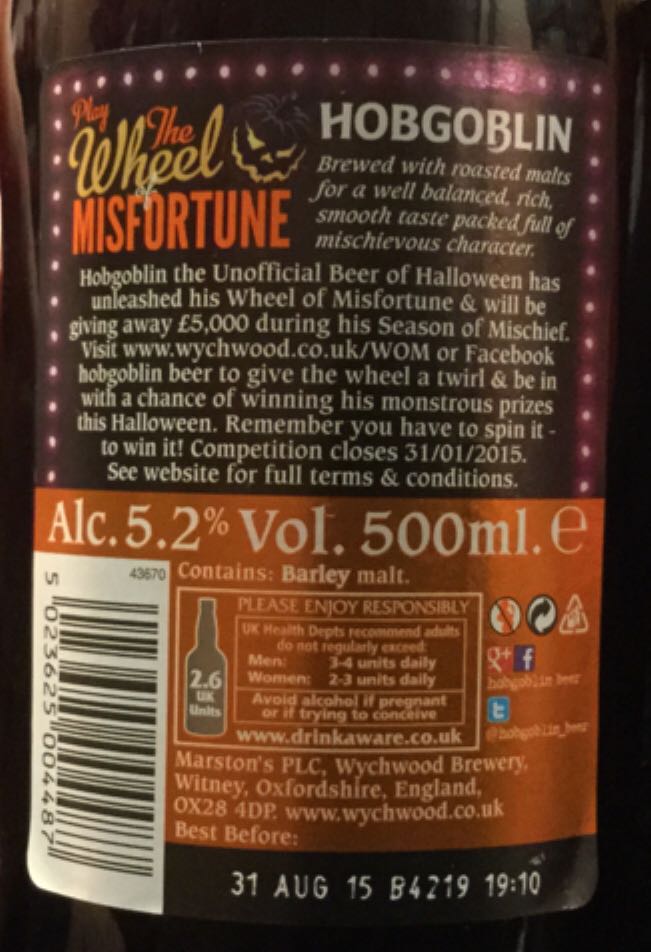 Play
The
Wheel
of
MISFORTUNE
HOBGOBLIN
Brewed with roasted malts
for a well balanced, rich,
smooth taste packed full of
mischievous character.
Hobgoblin the Unofficial Beer of Halloween has
unleashed his Wheel of Misfortune & will be
giving away £5,000 during his Season of Mischief.
Visit www.wychwood.co.uk/WOM or Facebook
hobgoblin beer to give the wheel a twirl & be in
with a chance of winning his monstrous prizes
this Halloween. Remember you have to spin it -
to win it! Competition closes 31/01/2015.
See website for full terms & conditions.
Alc. 5.2% Vol. 500ml. e
43670
5 023625 004487
Contains: Barley malt.
2.6
UK
Units
PLEASE ENJOY RESPONSIBLY
UK Health Depts recommend adults
do not regularly exceed:
Men: 3-4 units daily
Women: 2-3 units daily
Avoid alcohol if pregnant
or if trying to conceive
www.drinkaware.co.uk
g+ f
hobgoblin beer
t
@hobgoblin_beer
Marston's PLC, Wychwood Brewery,
Witney, Oxfordshire, England,
OX28 4DP. www.wychwood.co.uk
Best Before:
31 AUG 15 B4219 19:10